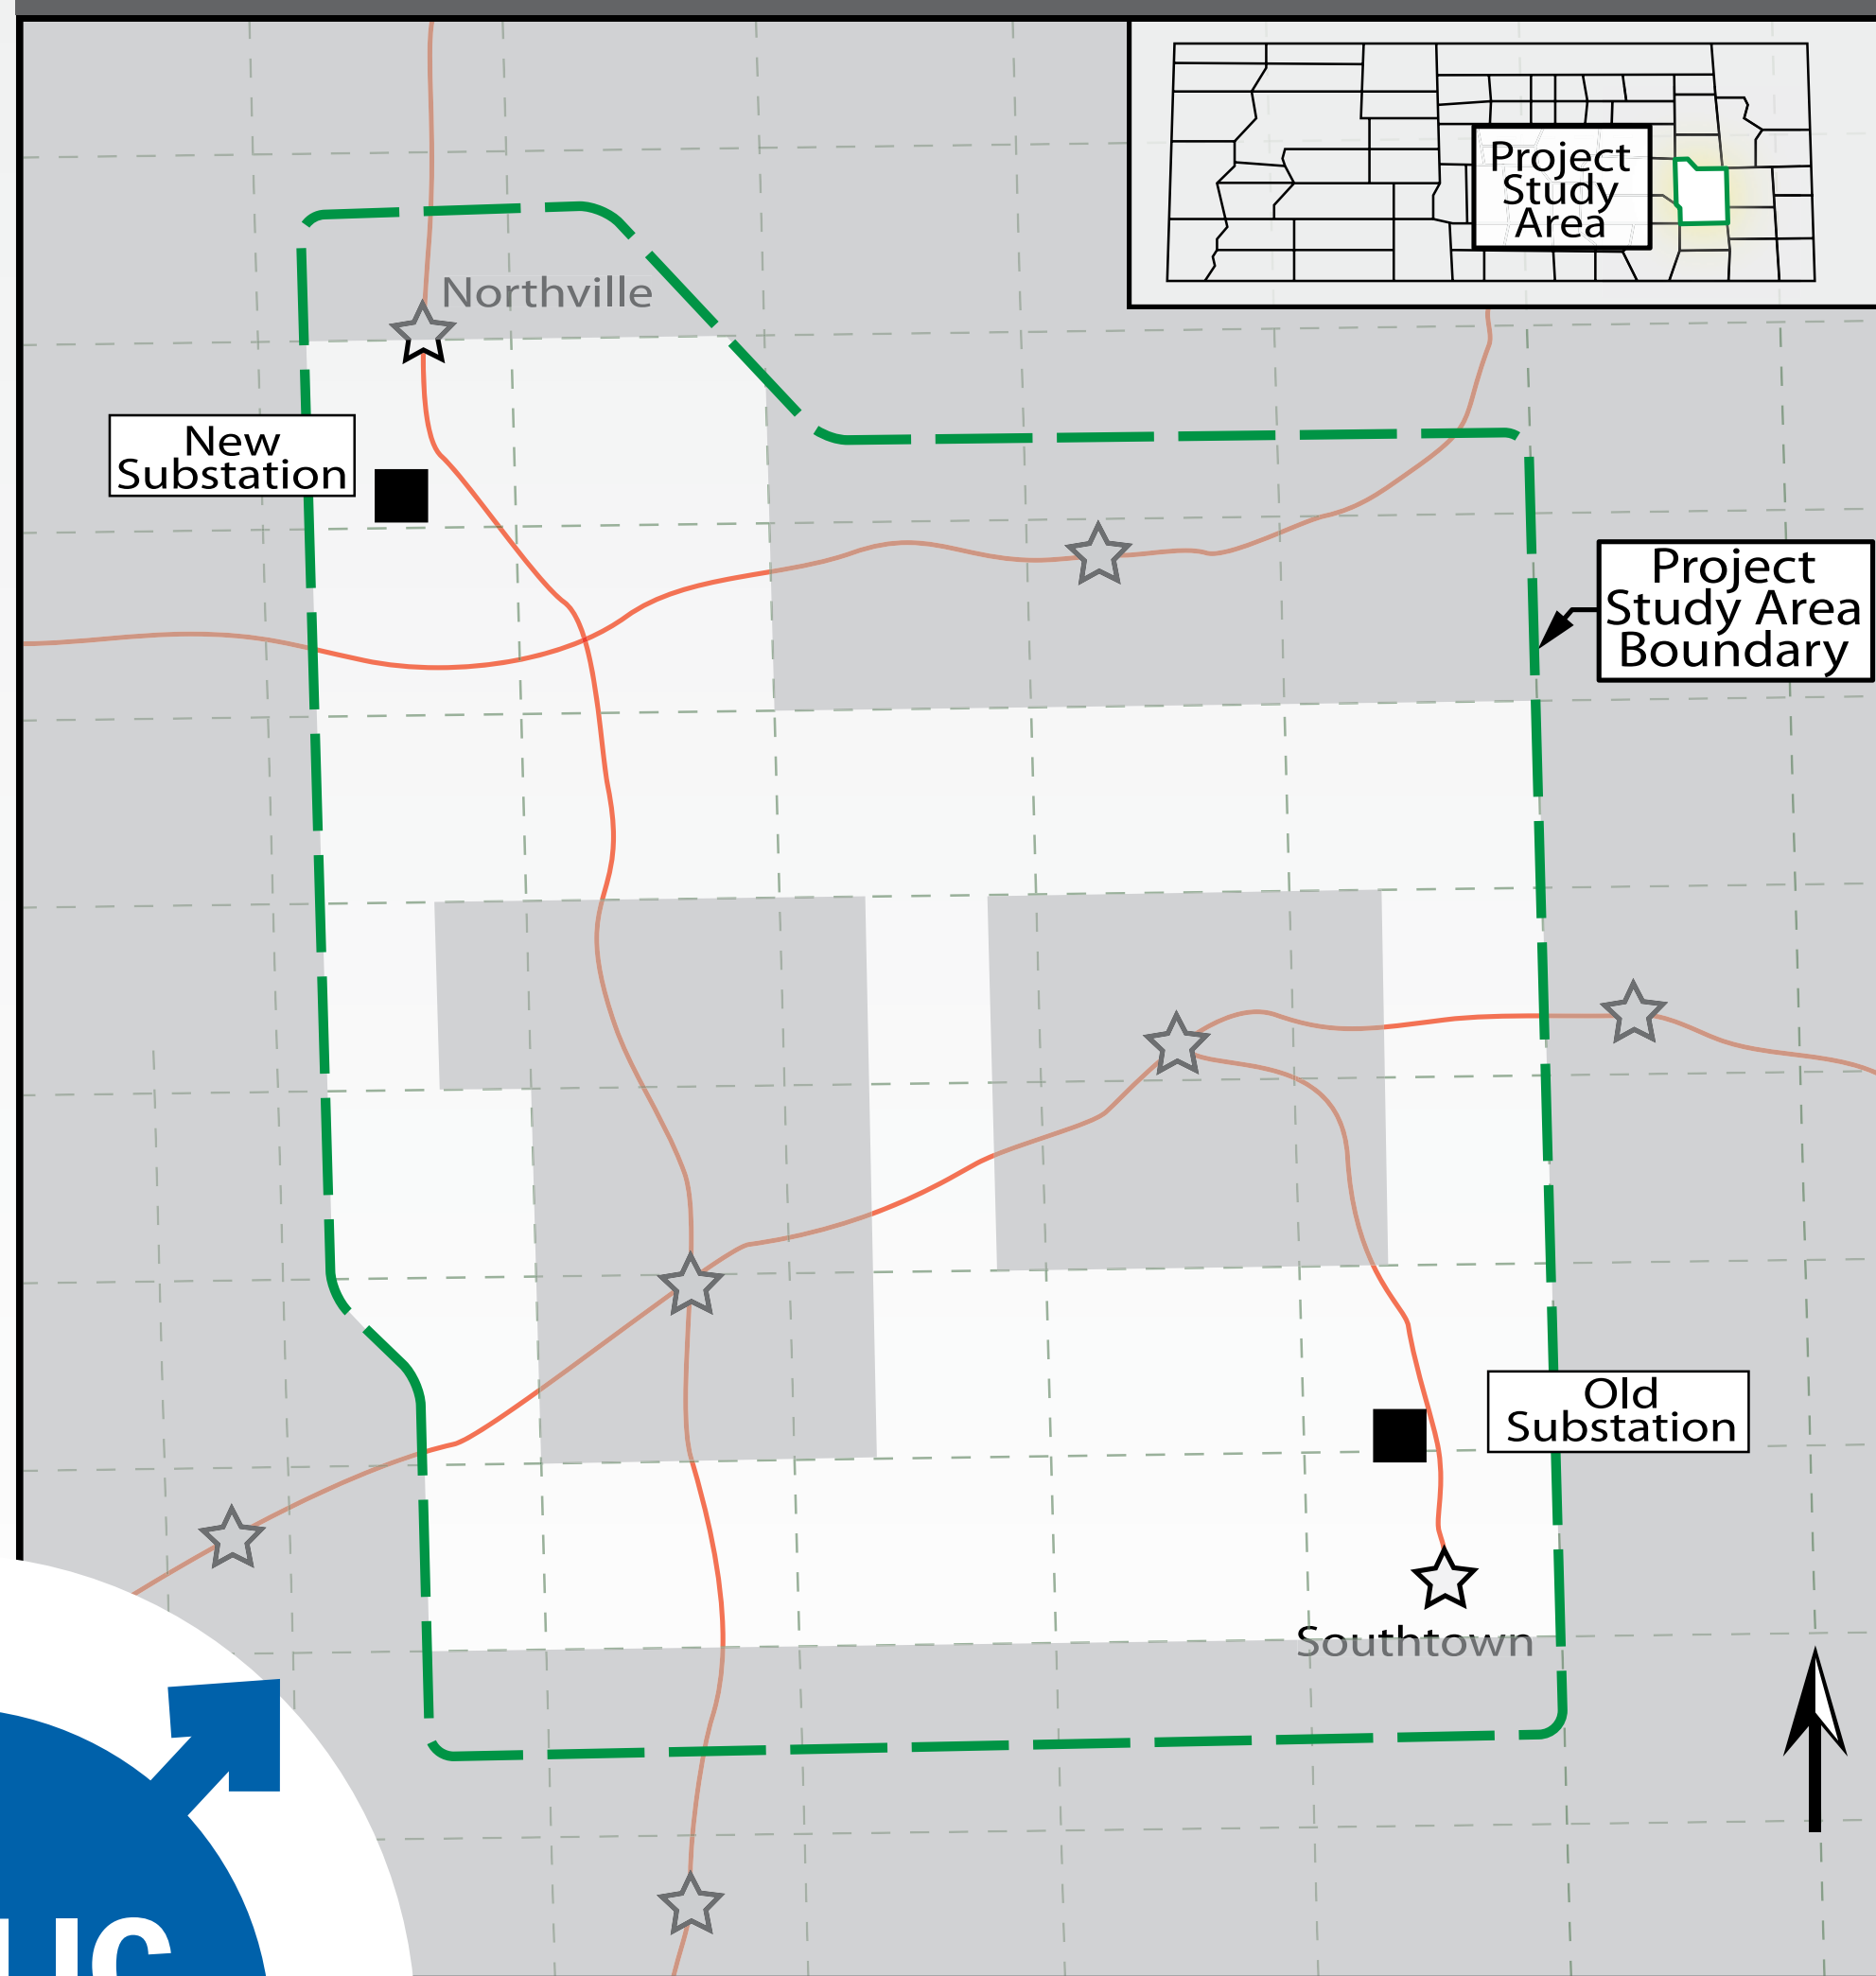 Project
Study
Area
Northville
New
Substation
Project
Study Area
Boundary
Old
Substation
Southtown